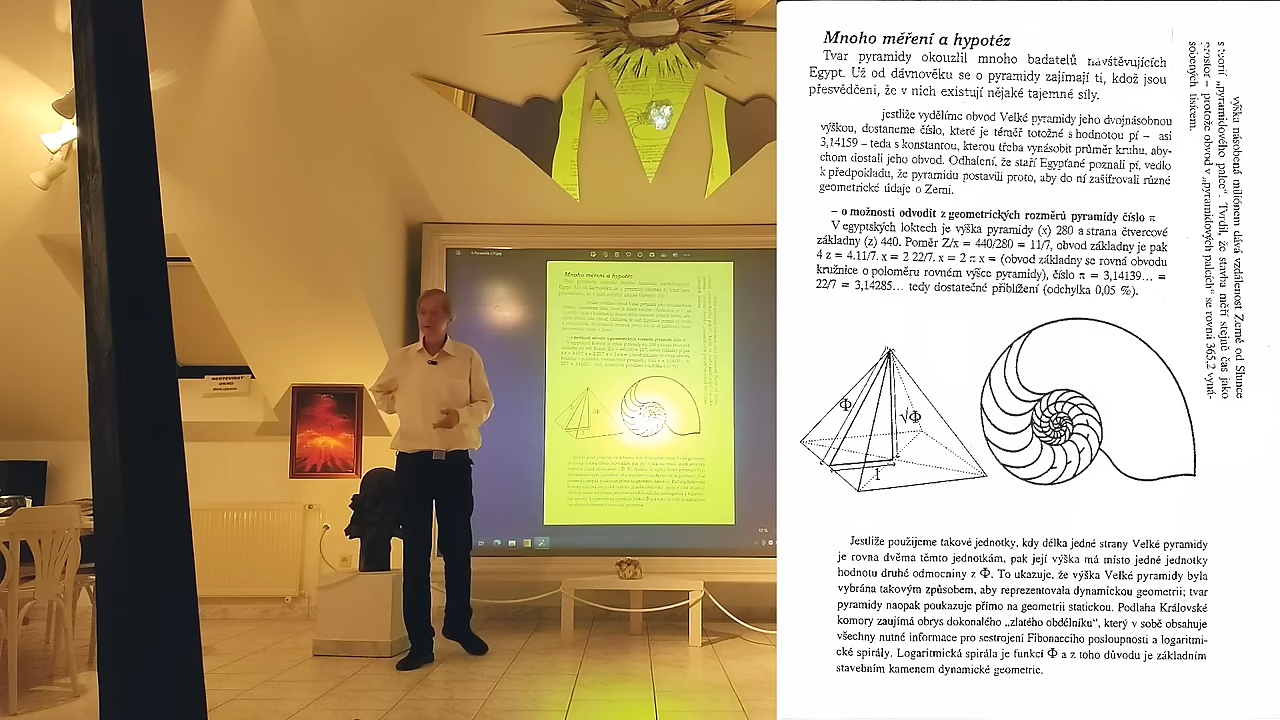 Mnoho měření a hypotéz
Tvar pyramidy okouzlil mnoho badatelů navštěvujících
Egypt. Už od dávnověku se o pyramidy zajímají ti, kdož jsou
přesvědčeni, že v nich existují nějaké tajemné síly.
jestliže vydělíme obvod Velké pyramidy jeho dvojnásobnou
výškou, dostaneme číslo, které je téměř totožné s hodnotou pí – asi
3,14159 – teda s konstantou, kterou třeba vynásobit průměr kruhu, aby-
chom dostali jeho obvod. Odhalení, že staří Egypťané poznali pí, vedlo
k předpokladu, že pyramidu postavili proto, aby do ní zašifrovali různé
geometrické údaje o Zemi.
– o možnosti odvodit z geometrických rozměrů pyramidy číslo π
V egyptských loktech je výška pyramidy (x) 280 a strana čtvercové
základny (z) 440. Poměr Z/x = 440/280 = 11/7, obvod základny je pak
4 z = 4.11/7. x = 2 22/7. x = 2 π x = (obvod základny se rovná obvodu
kružnice o poloměru rovném výšce pyramidy), číslo π = 3,14139... =
22/7 = 3,14285... tedy dostatečné přiblížení (odchylka 0,05 %).
výšku násobená miliónem dává vzdálenost Země od Slunce
s teorií „pyramidového palce“. Tvrdil, že stavba měří stejně čas jako
prostor – protože obvod v „pyramidových palcích“ se rovná 365,2 vyná-
sobených tisícem.
Φ
√Φ
1
Jestliže použijeme takové jednotky, kdy délka jedné strany Velké pyramidy
je rovna dvěma těmto jednotkám, pak její výška má místo jedné jednotky
hodnotu druhé odmocniny z Φ. To ukazuje, že výška Velké pyramidy byla
vybrána takovým způsobem, aby reprezentovala dynamickou geometrii; tvar
pyramidy naopak poukazuje přímo na geometrii statickou. Podlaha Královské
komory zaujímá obrys dokonalého „zlatého obdélníku“, který v sobě obsahuje
všechny nutné informace pro sestrojení Fibonacciho posloupnosti a logaritmi-
cké spirály. Logaritmická spirála je funkcí Φ a z toho důvodu je základním
stavebním kamenem dynamické geometrie.
NEOTEVÍRAT
OKNO
Děkujeme
Mnoho měření a hypotéz